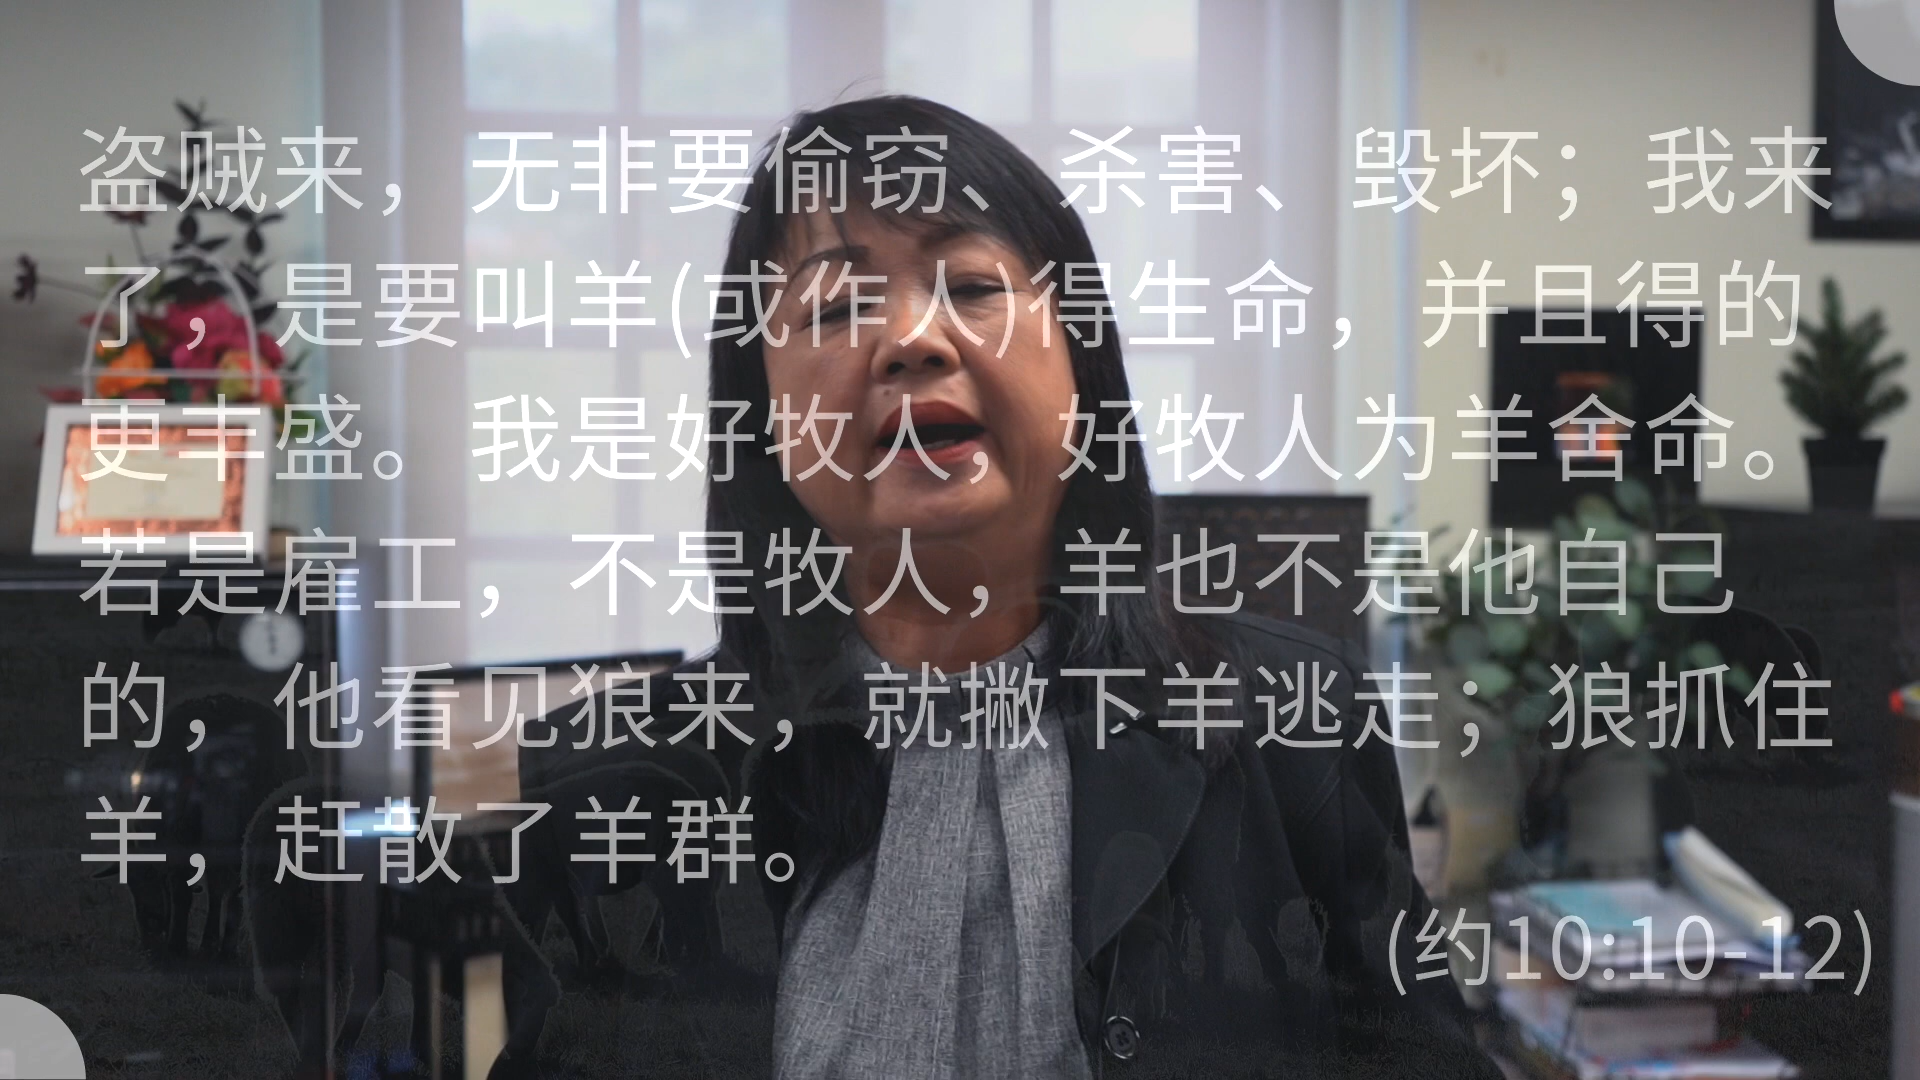 盗贼来，无非要偷窃、杀害、毁坏；我来
了，是要叫羊(或作人)得生命，并且得的
更丰盛。我是好牧人，好牧人为羊舍命。
若是雇工，不是牧人，羊也不是他自己
的，他看见狼来，就撇下羊逃走；狼抓住
羊，赶散了羊群。
(约10:10-12)